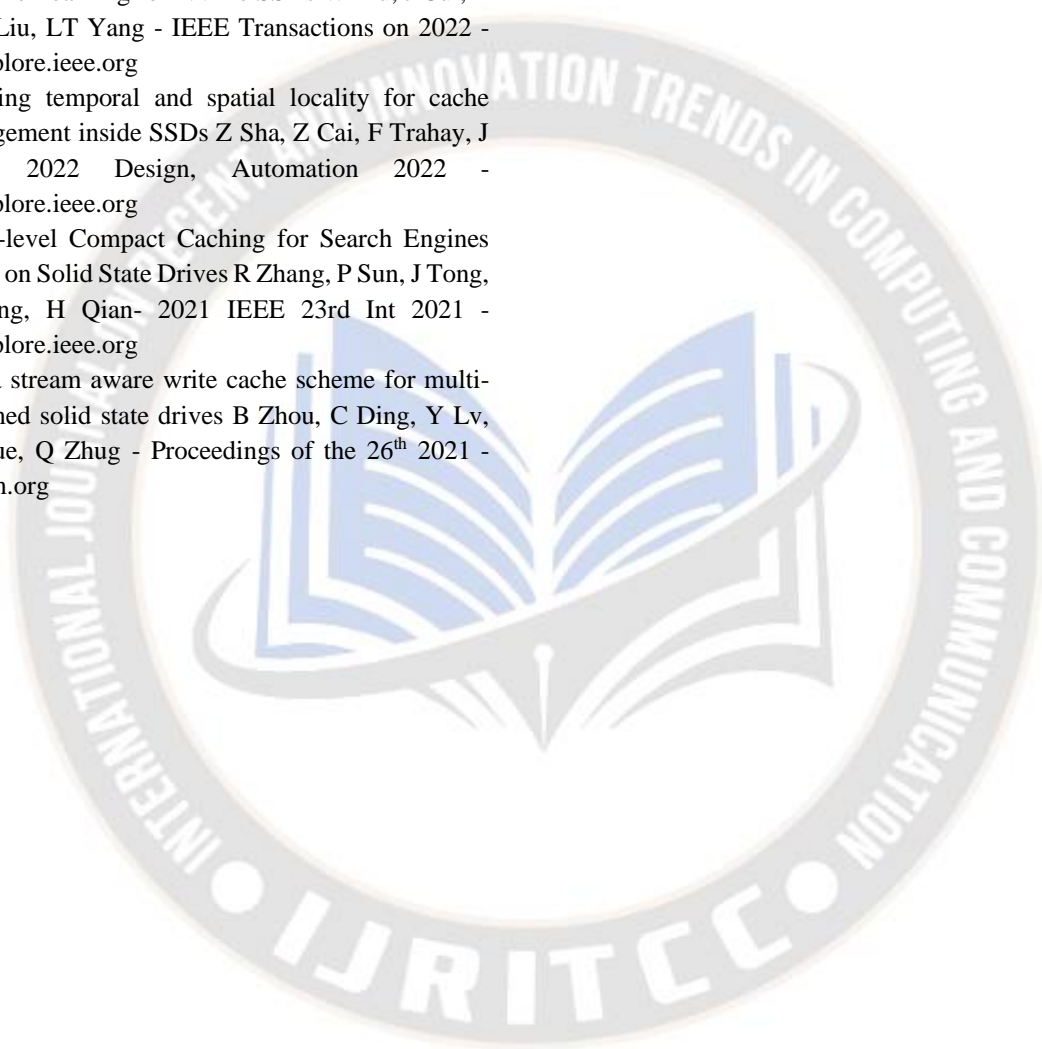 Liu, LT Yang - IEEE Transactions on 2022 -
plore.ieee.org
ing temporal and spatial locality for cache
gement inside SSDs Z Sha, Z Cai, F Trahay, J
2022 Design, Automation 2022 -
plore.ieee.org
-level Compact Caching for Search Engines
on Solid State Drives R Zhang, P Sun, J Tong,
ng, H Qian- 2021 IEEE 23rd Int 2021 -
plore.ieee.org
stream aware write cache scheme for multi-
ned solid state drives B Zhou, C Ding, Y Lv,
ue, Q Zhug - Proceedings of the 26th 2021 -
n.org
INTERNATIONAL JOURNAL ON RECENT AND INNOVATION TRENDS IN COMPUTING AND COMMUNICATION
IJRITCC